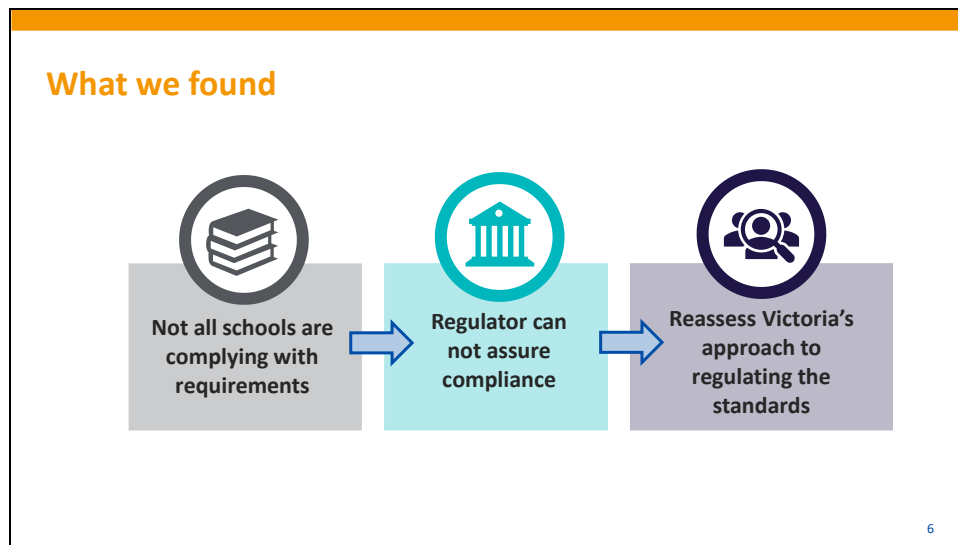 What we found
Not all schools are
complying with
requirements
Regulator can
not assure
compliance
Reassess Victoria’s
approach to
regulating the
standards
6